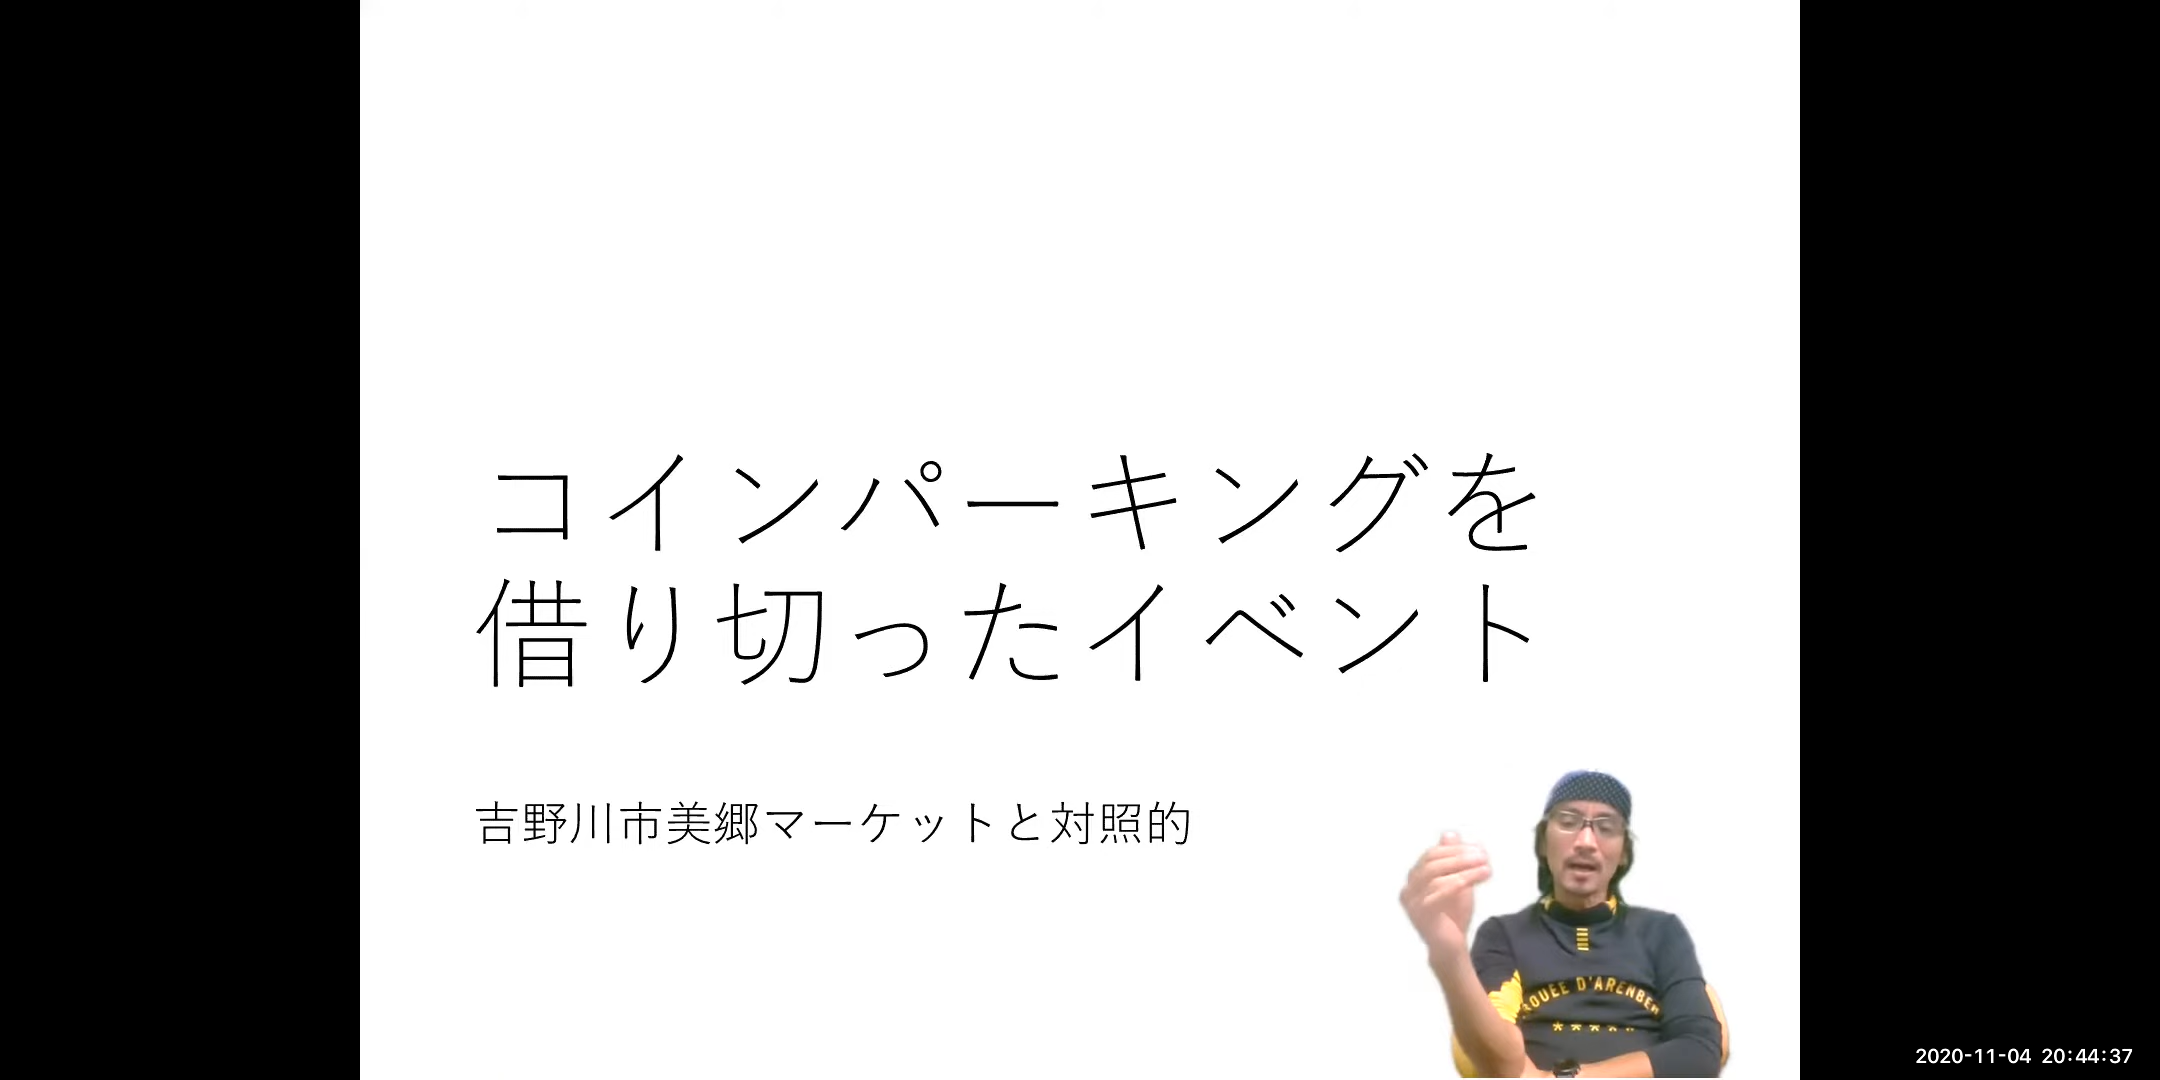 コインパーキングを
借り切ったイベント
吉野川市美郷マーケットと対照的
D'ARENBER
*****
2020-11-04 20:44:37